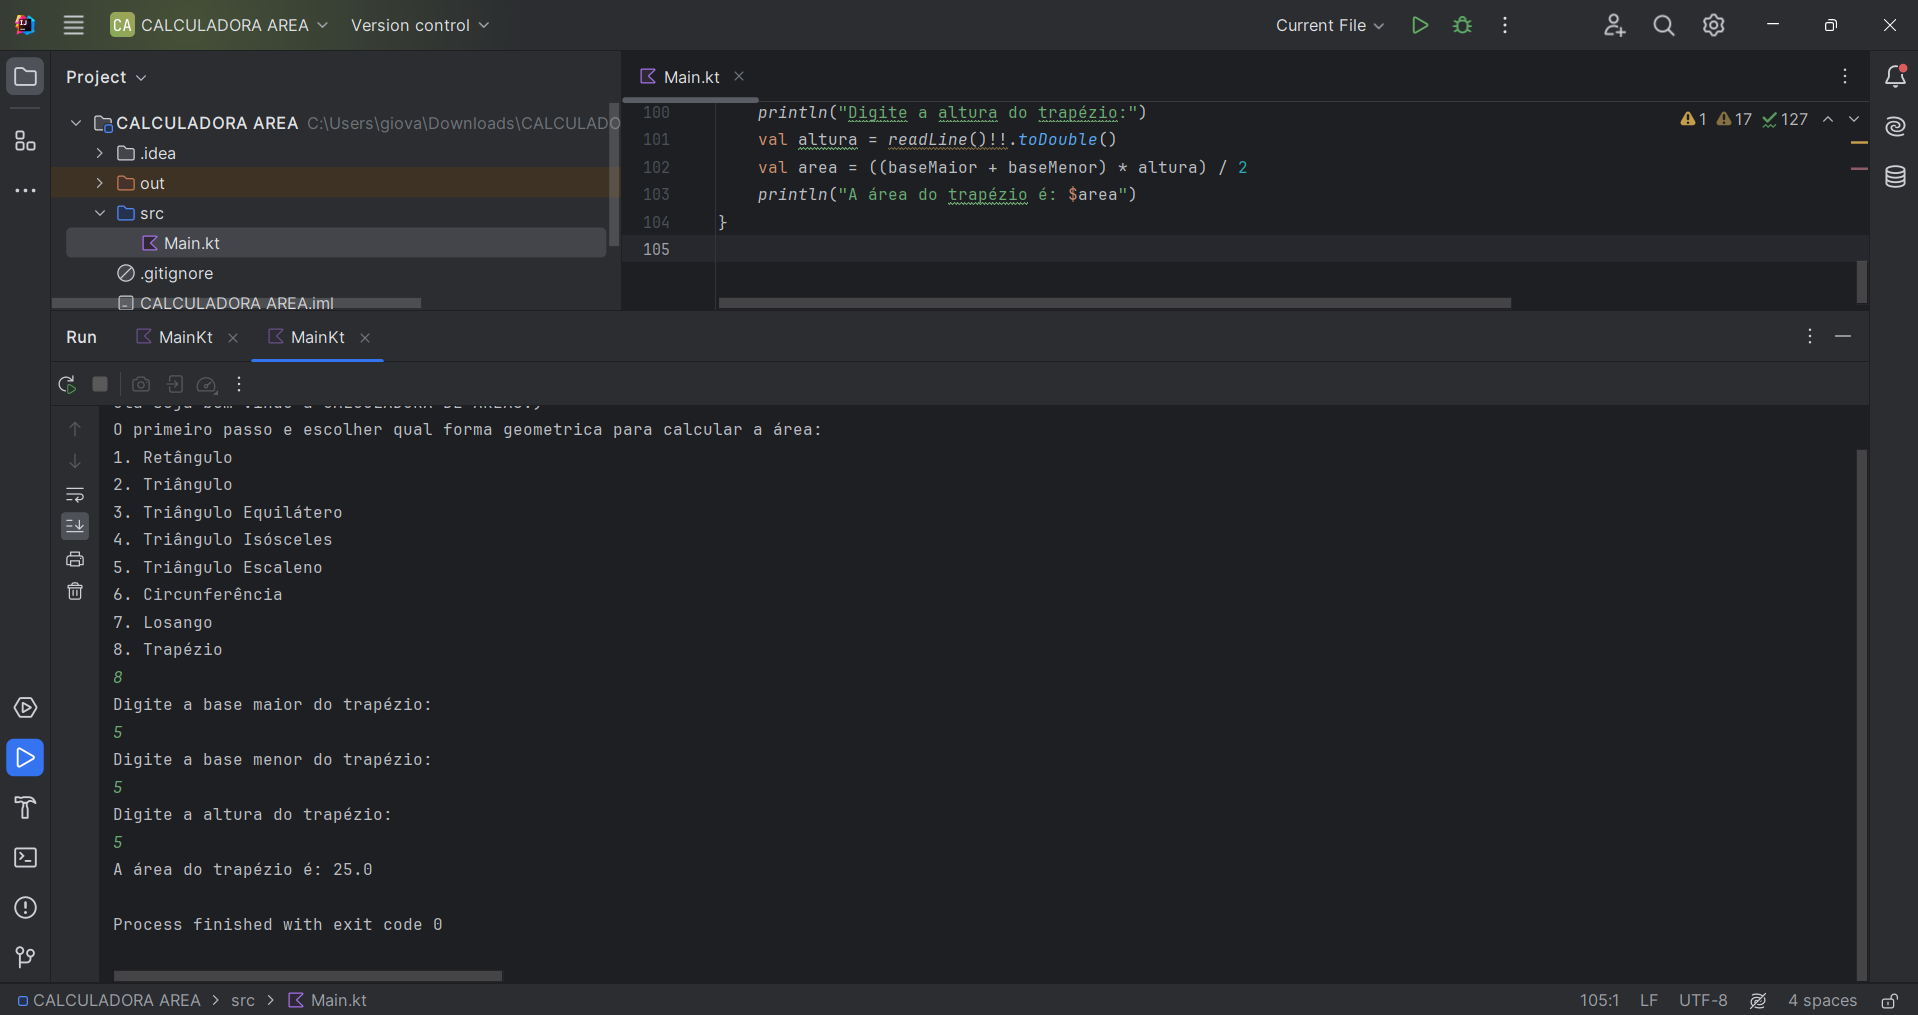 CA CALCULADORA AREA Version control Current File
Project
Main.kt
CALCULADORA AREA C:\Users\giova\Downloads\CALCULADO
.idea
out
src
Main.kt
.gitignore
CALCULADORA AREA.iml
100 println("Digite a altura do trapézio:")
101 val altura = readLine()!!.toDouble()
102 val area = ((baseMaior + baseMenor) * altura) / 2
103 println("A área do trapézio é: $area")
104 }
105
1 17 127
Run MainKt MainKt
O primeiro passo e escolher qual forma geometrica para calcular a área:
1. Retângulo
2. Triângulo
3. Triângulo Equilátero
4. Triângulo Isósceles
5. Triângulo Escaleno
6. Circunferência
7. Losango
8. Trapézio
8
Digite a base maior do trapézio:
5
Digite a base menor do trapézio:
5
Digite a altura do trapézio:
5
A área do trapézio é: 25.0
Process finished with exit code 0
CALCULADORA AREA > src > Main.kt 105:1 LF UTF-8 4 spaces